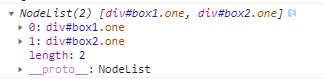 NodeList(2) [div#box1.one, div#box2.one] i
0: div#box1.one
1: div#box2.one
length: 2
__proto__: NodeList